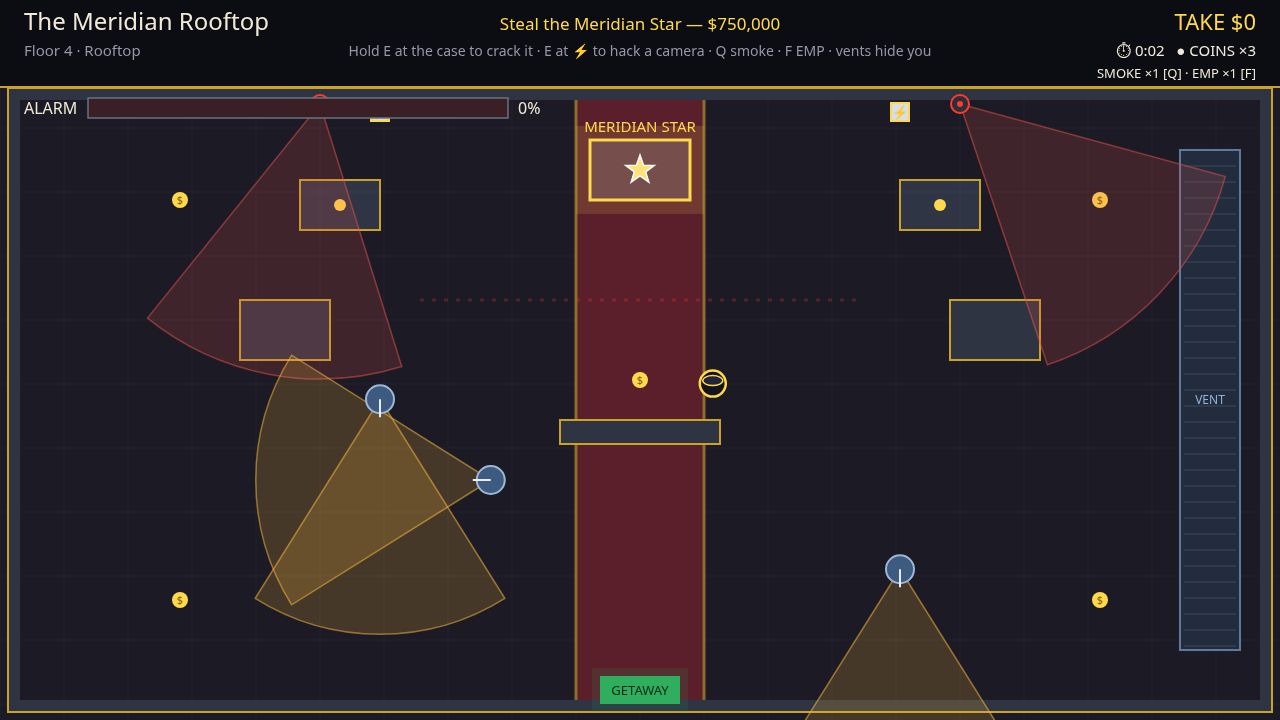 The Meridian Rooftop
Steal the Meridian Star — $750,000
TAKE $0
Floor 4 · Rooftop
Hold E at the case to crack it · E at ⚡ to hack a camera · Q smoke · F EMP · vents hide you
⏱ 0:02 ● COINS ×3
SMOKE ×1 [Q] · EMP ×1 [F]
ALARM 0%
MERIDIAN STAR
⚡
$
$
$
VENT
$
$
GETAWAY